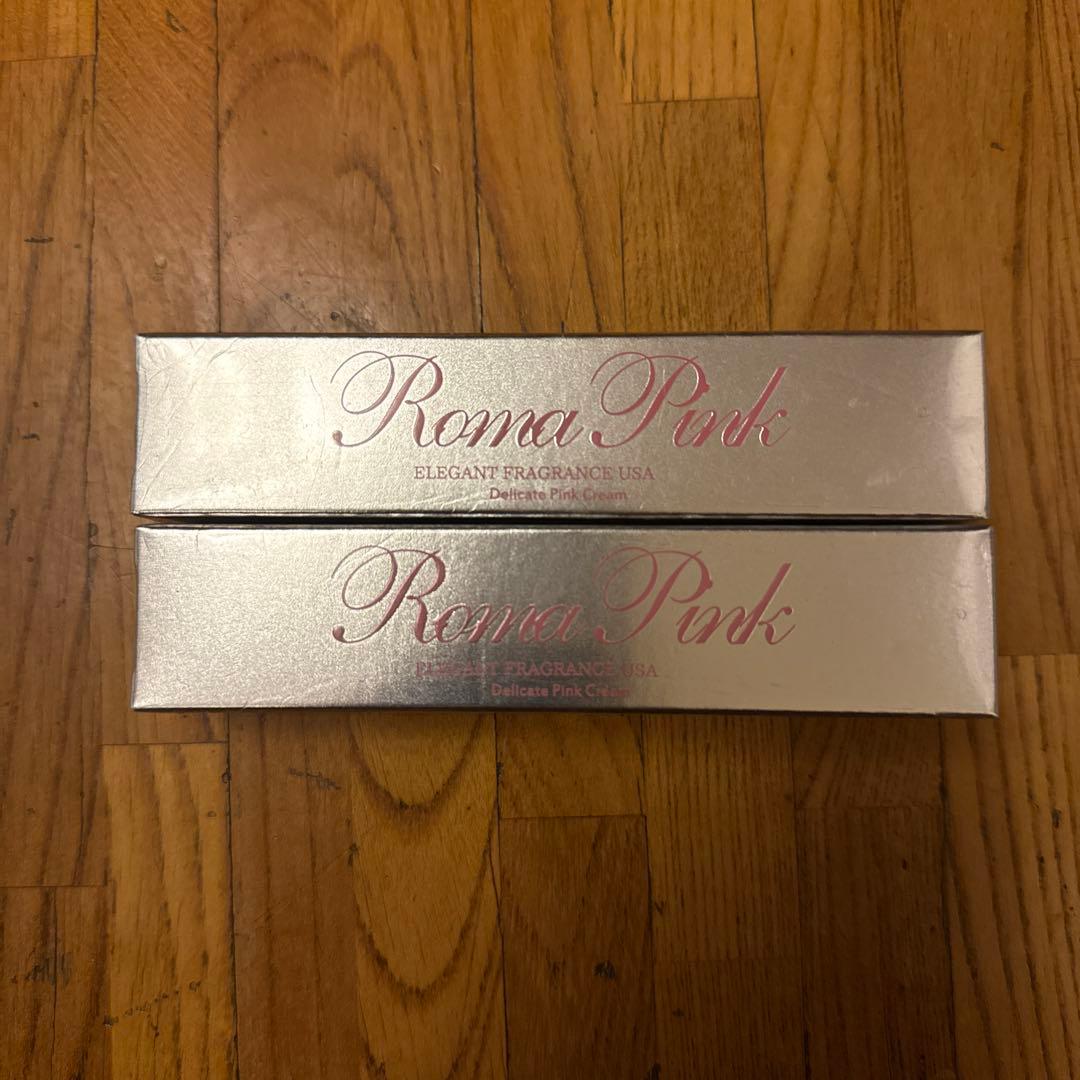 Roma Pink
ELEGANT FRAGRANCE USA
Delicate Pink Cream
Roma Pink
ELEGANT FRAGRANCE USA
Delicate Pink Cream